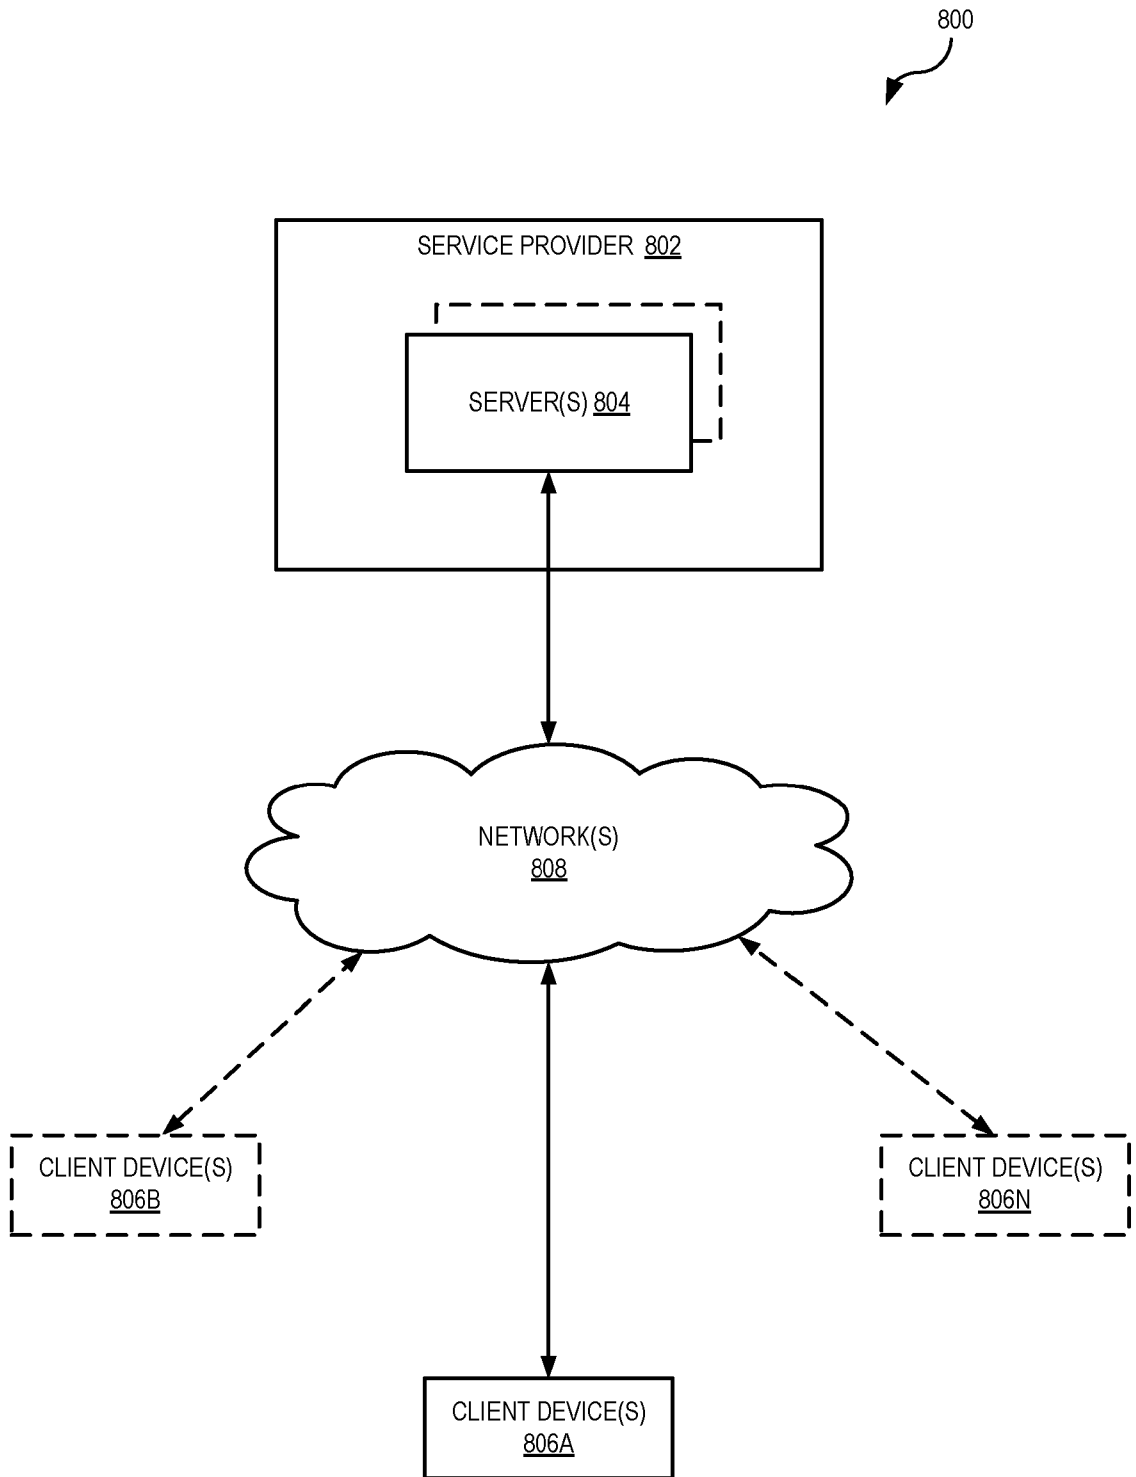 800
SERVICE PROVIDER 802
SERVER(S) 804
NETWORK(S)
808
CLIENT DEVICE(S)
806B
CLIENT DEVICE(S)
806N
CLIENT DEVICE(S)
806A